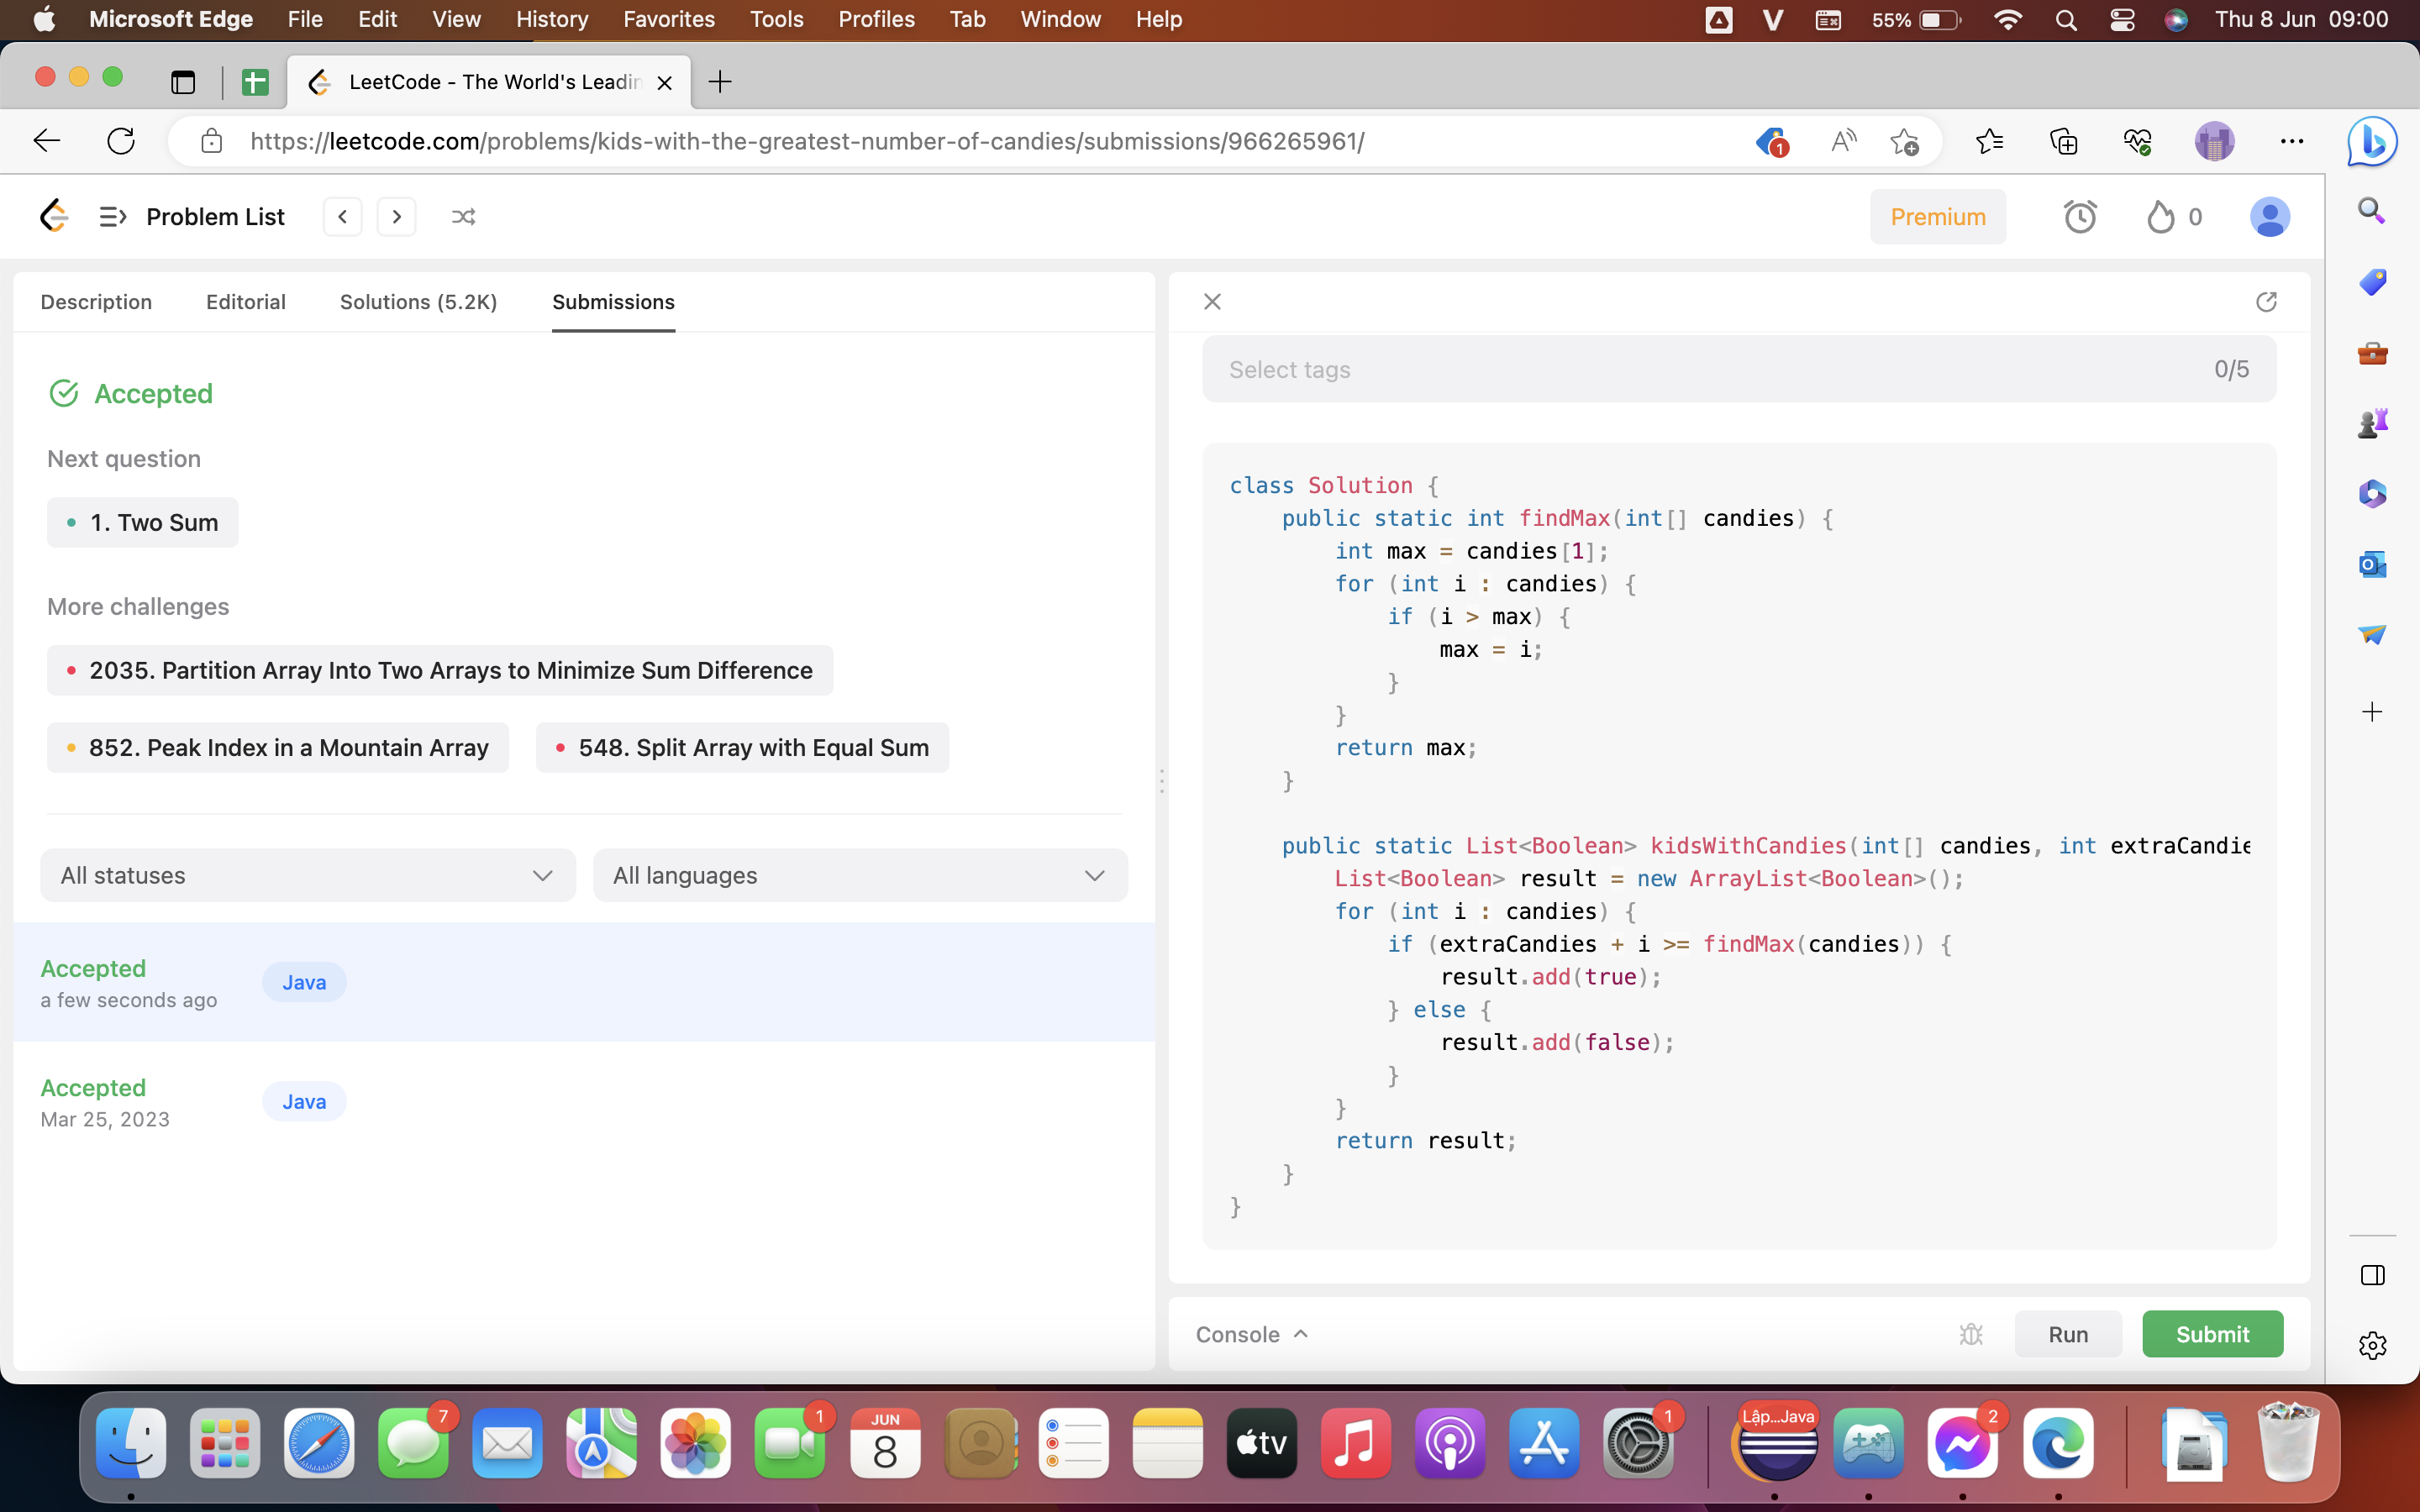 Microsoft Edge File Edit View History Favorites Tools Profiles Tab Window Help 55% Thu 8 Jun 09:00
LeetCode - The World's Leadin
https://leetcode.com/problems/kids-with-the-greatest-number-of-candies/submissions/966265961/ 1
Problem List Premium 0
Description Editorial Solutions (5.2K) Submissions
Accepted
Next question
1. Two Sum
More challenges
2035. Partition Array Into Two Arrays to Minimize Sum Difference
852. Peak Index in a Mountain Array 548. Split Array with Equal Sum
All statuses All languages
Accepted Java
a few seconds ago
Accepted Java
Mar 25, 2023
Select tags 0/5
class Solution {
public static int findMax(int[] candies) {
int max = candies[1];
for (int i : candies) {
if (i > max) {
max = i;
}
}
return max;
}
public static List<Boolean> kidsWithCandies(int[] candies, int extraCandie
List<Boolean> result = new ArrayList<Boolean>();
for (int i : candies) {
if (extraCandies + i >= findMax(candies)) {
result.add(true);
} else {
result.add(false);
}
}
return result;
}
}
Console Run Submit
7 1 JUN 8 tv 1 Lập...Java 2